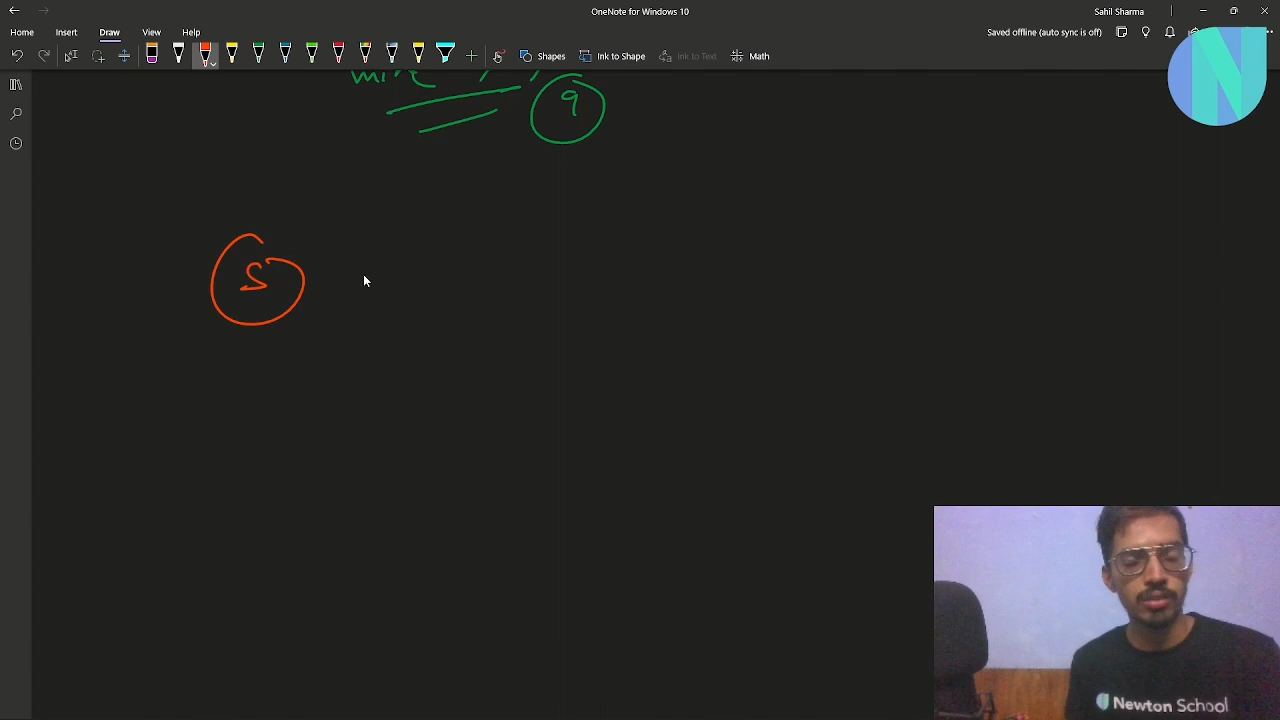 OneNote for Windows 10
Sahil Sharma
Home Insert Draw View Help
Saved offline (auto sync is off)
Shapes Ink to Shape Ink to Text Math
9
S
Newton School